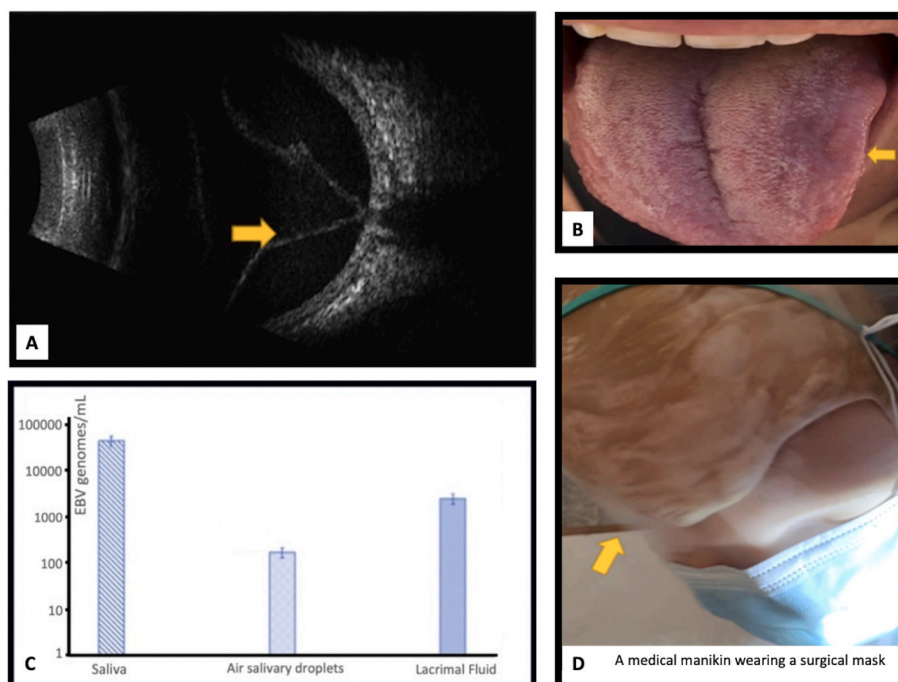 A
B
100000
10000
1000
100
10
1
EBV genomes/mL
Saliva
Air salivary droplets
Lacrimal Fluid
C
D
A medical manikin wearing a surgical mask